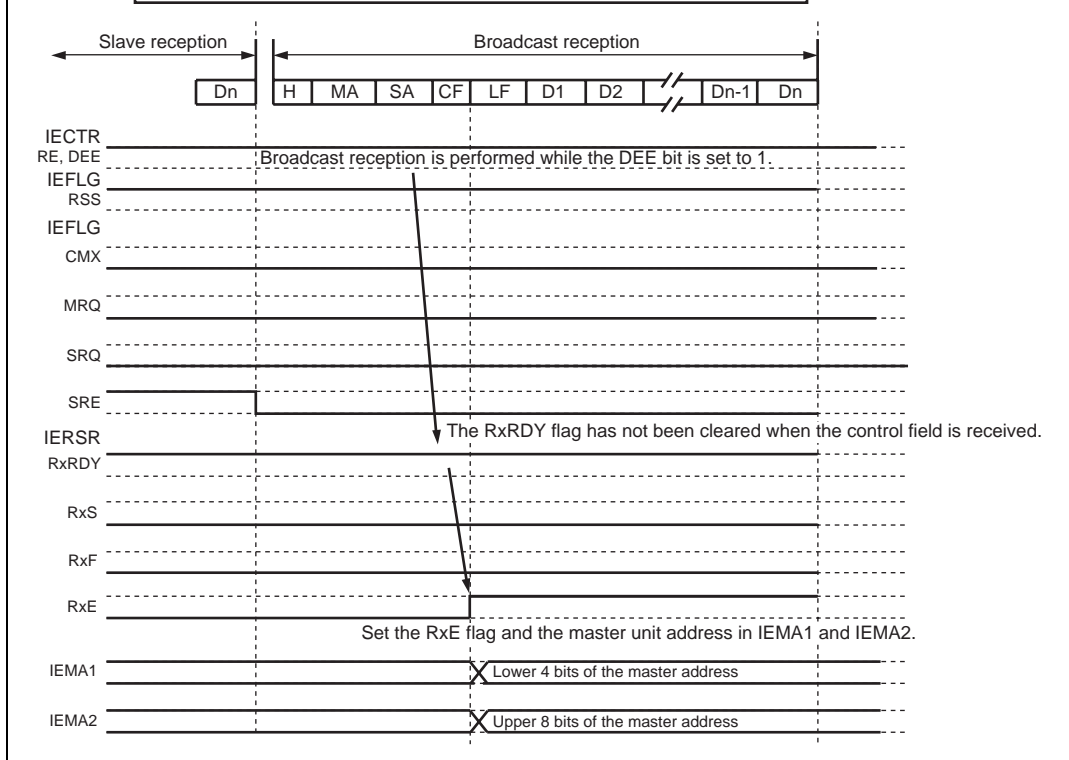 Slave reception
Broadcast reception
Dn
H
MA
SA
CF
LF
D1
D2
Dn-1
Dn
IECTR
RE, DEE
Broadcast reception is performed while the DEE bit is set to 1.
IEFLG
RSS
IEFLG
CMX
MRQ
SRQ
SRE
The RxRDY flag has not been cleared when the control field is received.
IERSR
RxRDY
RxS
RxF
RxE
Set the RxE flag and the master unit address in IEMA1 and IEMA2.
IEMA1
Lower 4 bits of the master address
IEMA2
Upper 8 bits of the master address